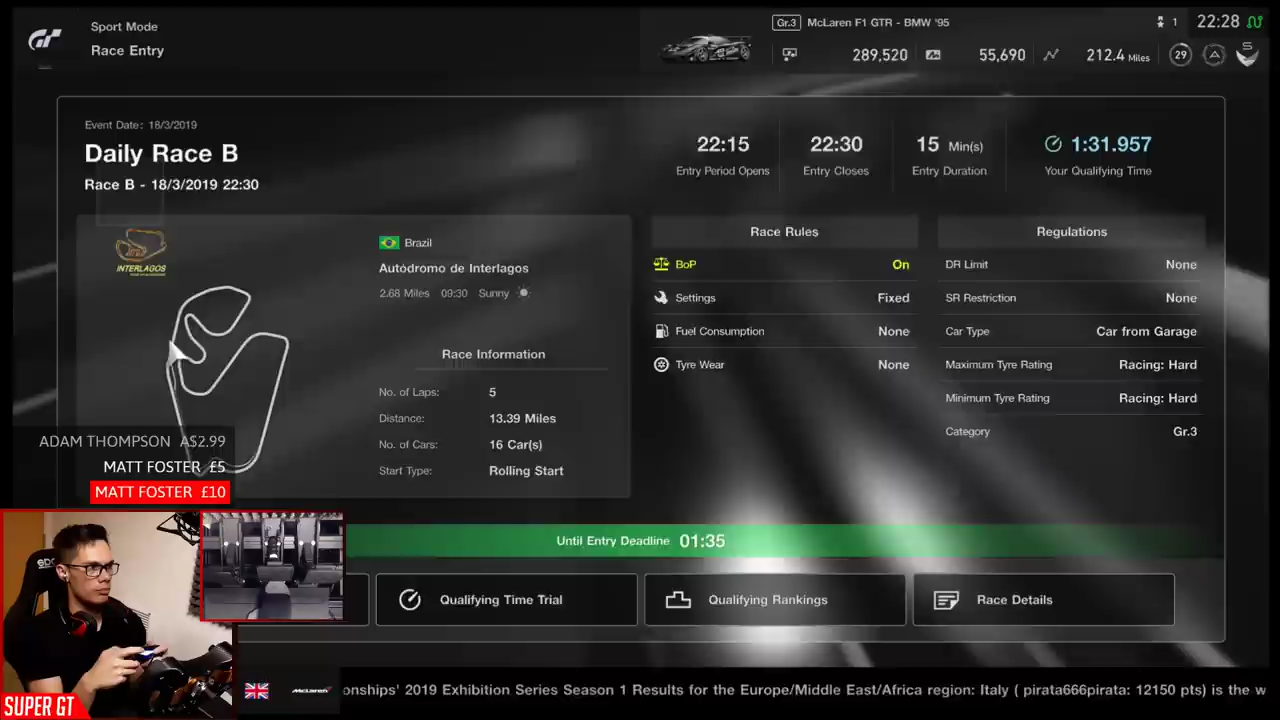 Sport Mode
Race Entry
Gr.3 McLaren F1 GTR - BMW '95
1 22:28
289,520 55,690 212.4 Miles 29 A S
Event Date: 18/3/2019
Daily Race B
Race B - 18/3/2019 22:30
22:15 22:30 15 Min(s) 1:31.957
Entry Period Opens Entry Closes Entry Duration Your Qualifying Time
INTERLAGOS
Brazil
Autódromo de Interlagos
2.68 Miles 09:30 Sunny
Race Information
No. of Laps: 5
Distance: 13.39 Miles
No. of Cars: 16 Car(s)
Start Type: Rolling Start
Race Rules
BoP On
Settings Fixed
Fuel Consumption None
Tyre Wear None
Regulations
DR Limit None
SR Restriction None
Car Type Car from Garage
Maximum Tyre Rating Racing: Hard
Minimum Tyre Rating Racing: Hard
Category Gr.3
ADAM THOMPSON A$2.99
MATT FOSTER £5
MATT FOSTER £10
Until Entry Deadline 01:35
Qualifying Time Trial Qualifying Rankings Race Details
SUPER GT
McLaren
onships' 2019 Exhibition Series Season 1 Results for the Europe/Middle East/Africa region: Italy ( pirata666pirata: 12150 pts) is the w